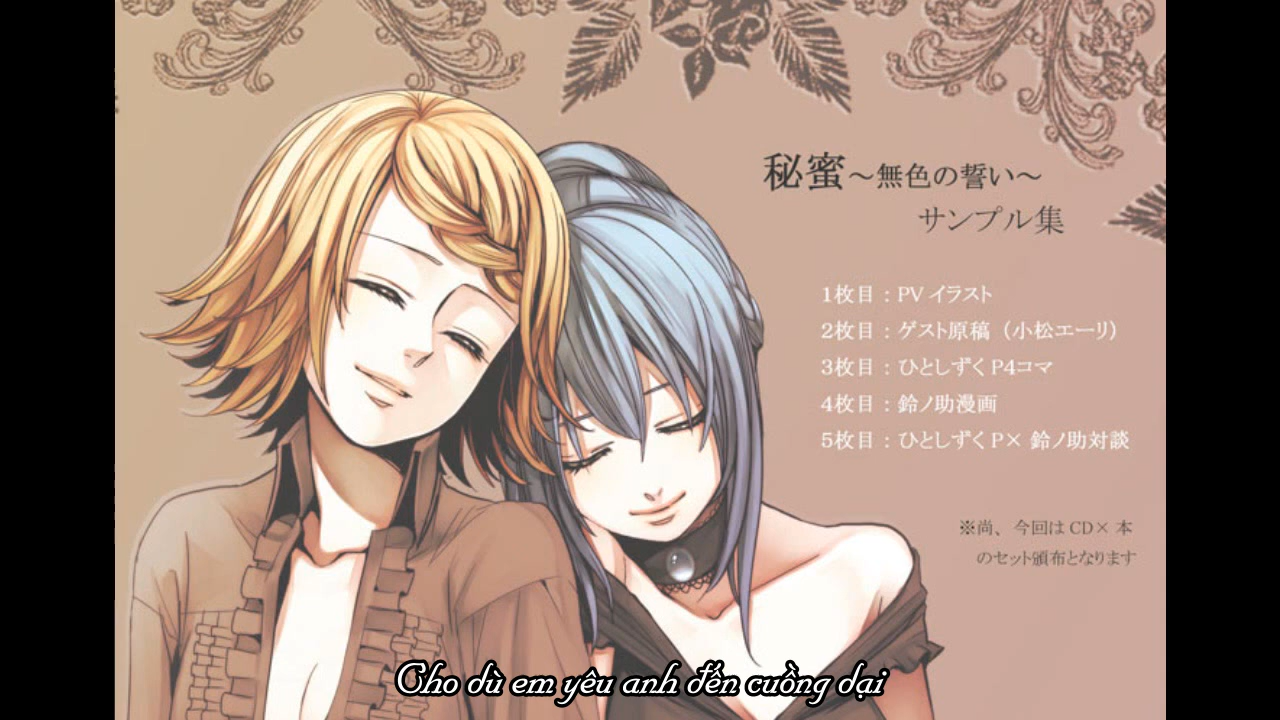 秘蜜～無色の誓い～
サンプル集
1枚目：PV イラスト
2枚目：ゲスト原稿（小松エーリ）
3枚目：ひとしずくP4コマ
4枚目：鈴ノ助漫画
5枚目：ひとしずくP× 鈴ノ助対談
※尚、今回は CD× 本
のセット頒布となります
Cho dù em yêu anh đến cuồng dại